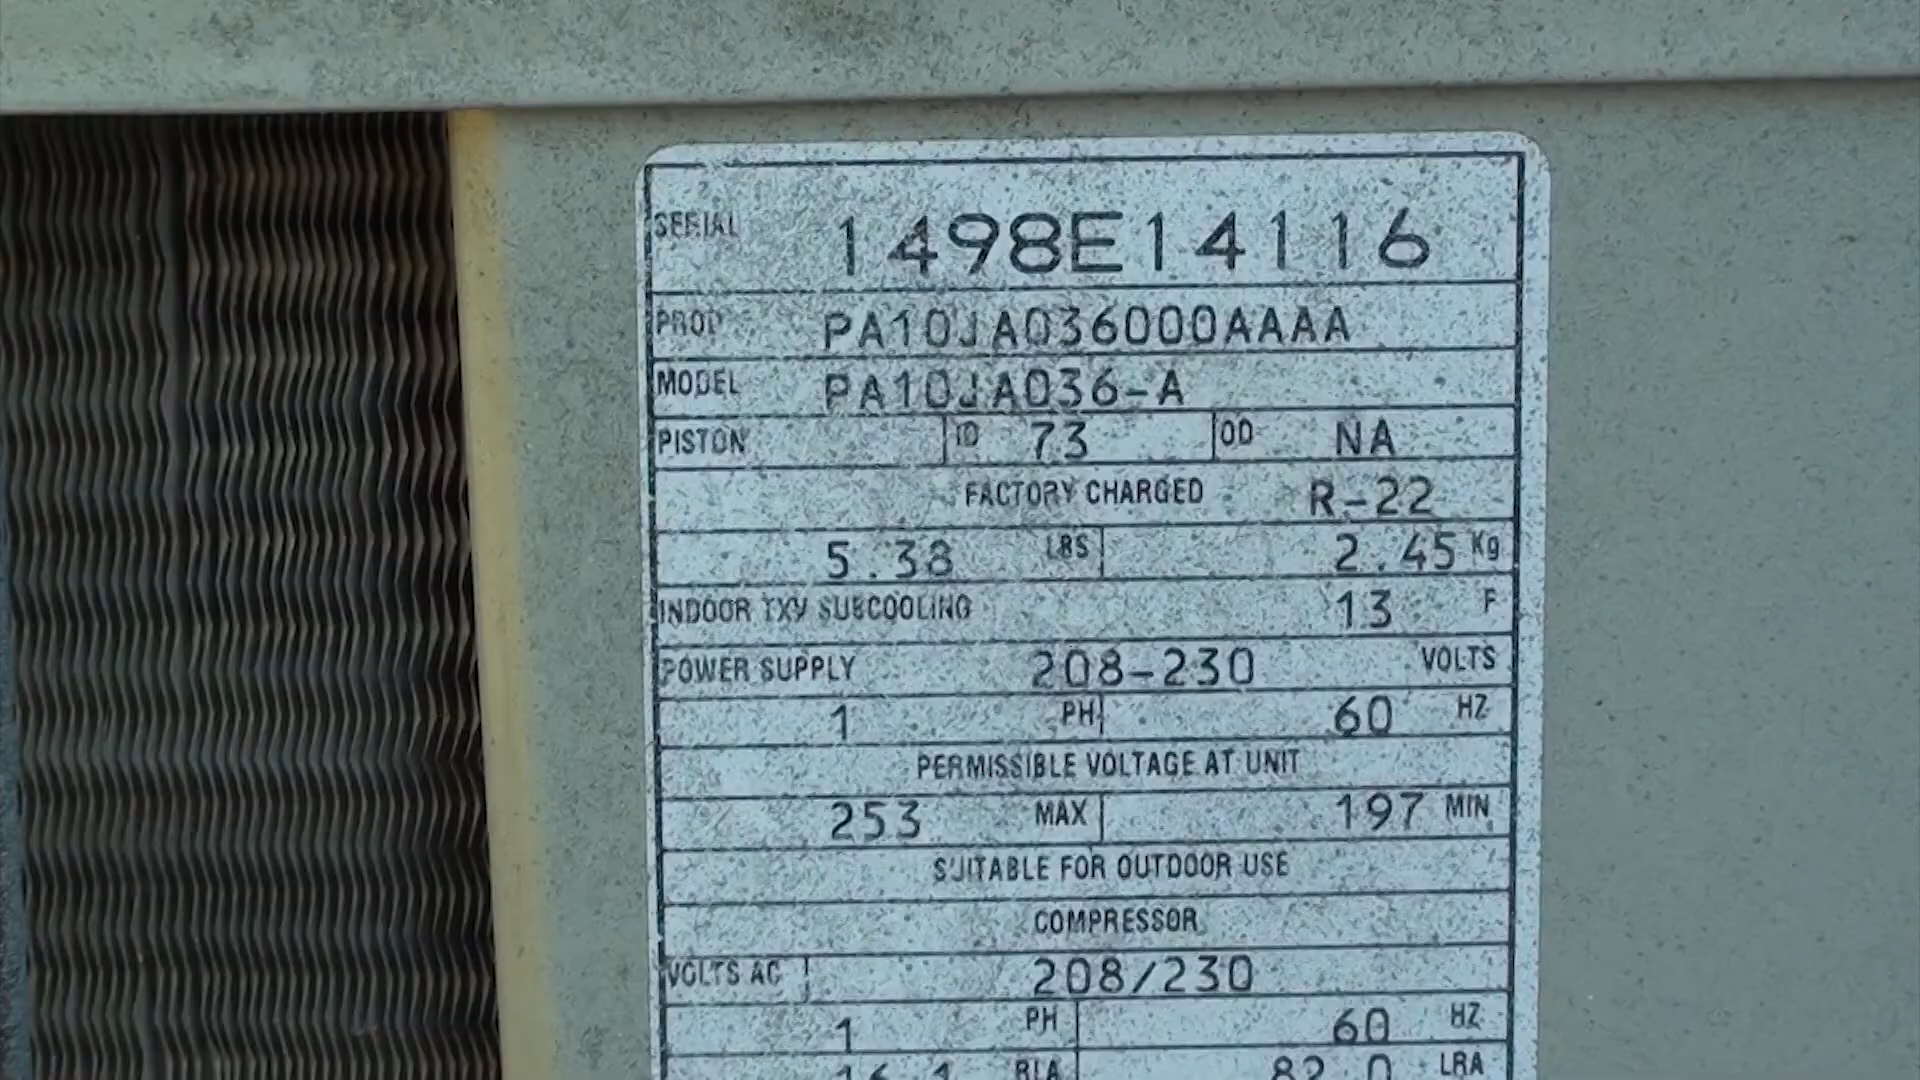 SERIAL 1498E14116
PROD PA10JA036000AAAA
MODEL PA10JA036-A
PISTON ID 73 OD NA
FACTORY CHARGED R-22
5.38 LBS 2.45 Kg
INDOOR TXV SUBCOOLING 13 F
POWER SUPPLY 208-230 VOLTS
1 PH 60 HZ
PERMISSIBLE VOLTAGE AT UNIT
253 MAX 197 MIN
SUITABLE FOR OUTDOOR USE
COMPRESSOR
VOLTS AC 208/230
1 PH 60 HZ
RLA 82.0 LRA